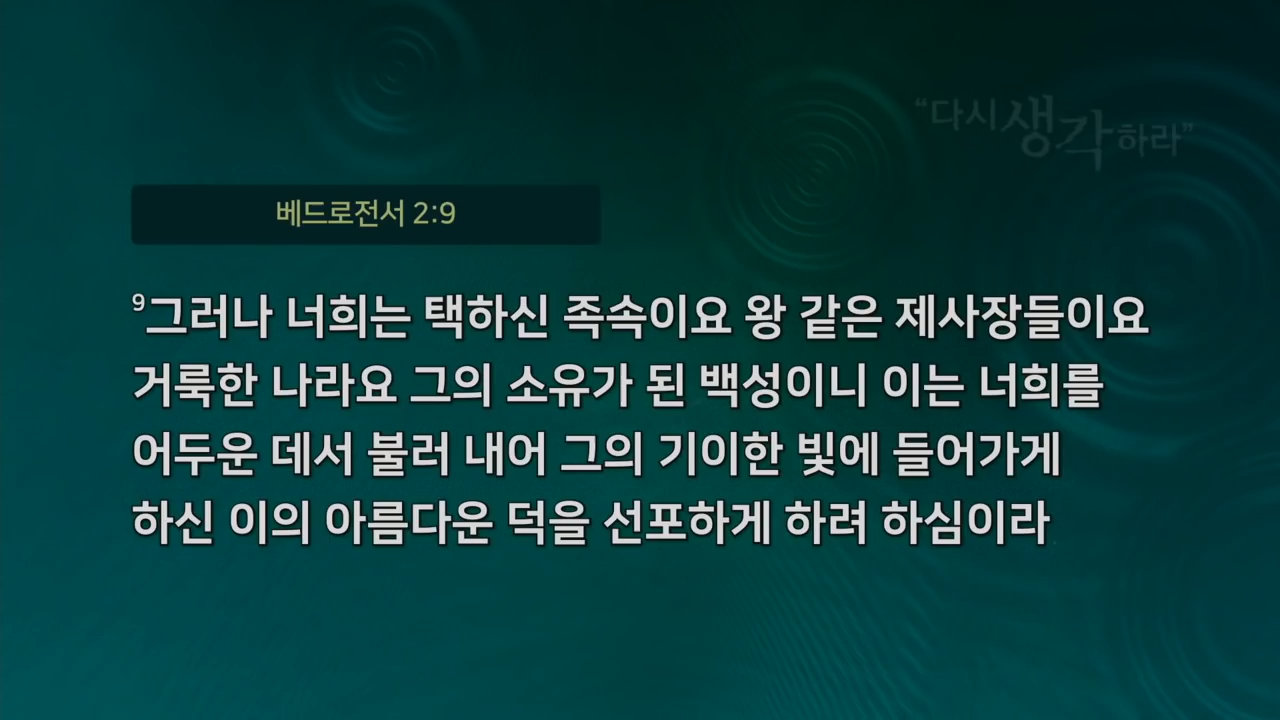 “다시생각하라”
베드로전서 2:9
⁹그러나 너희는 택하신 족속이요 왕 같은 제사장들이요
거룩한 나라요 그의 소유가 된 백성이니 이는 너희를
어두운 데서 불러 내어 그의 기이한 빛에 들어가게
하신 이의 아름다운 덕을 선포하게 하려 하심이라